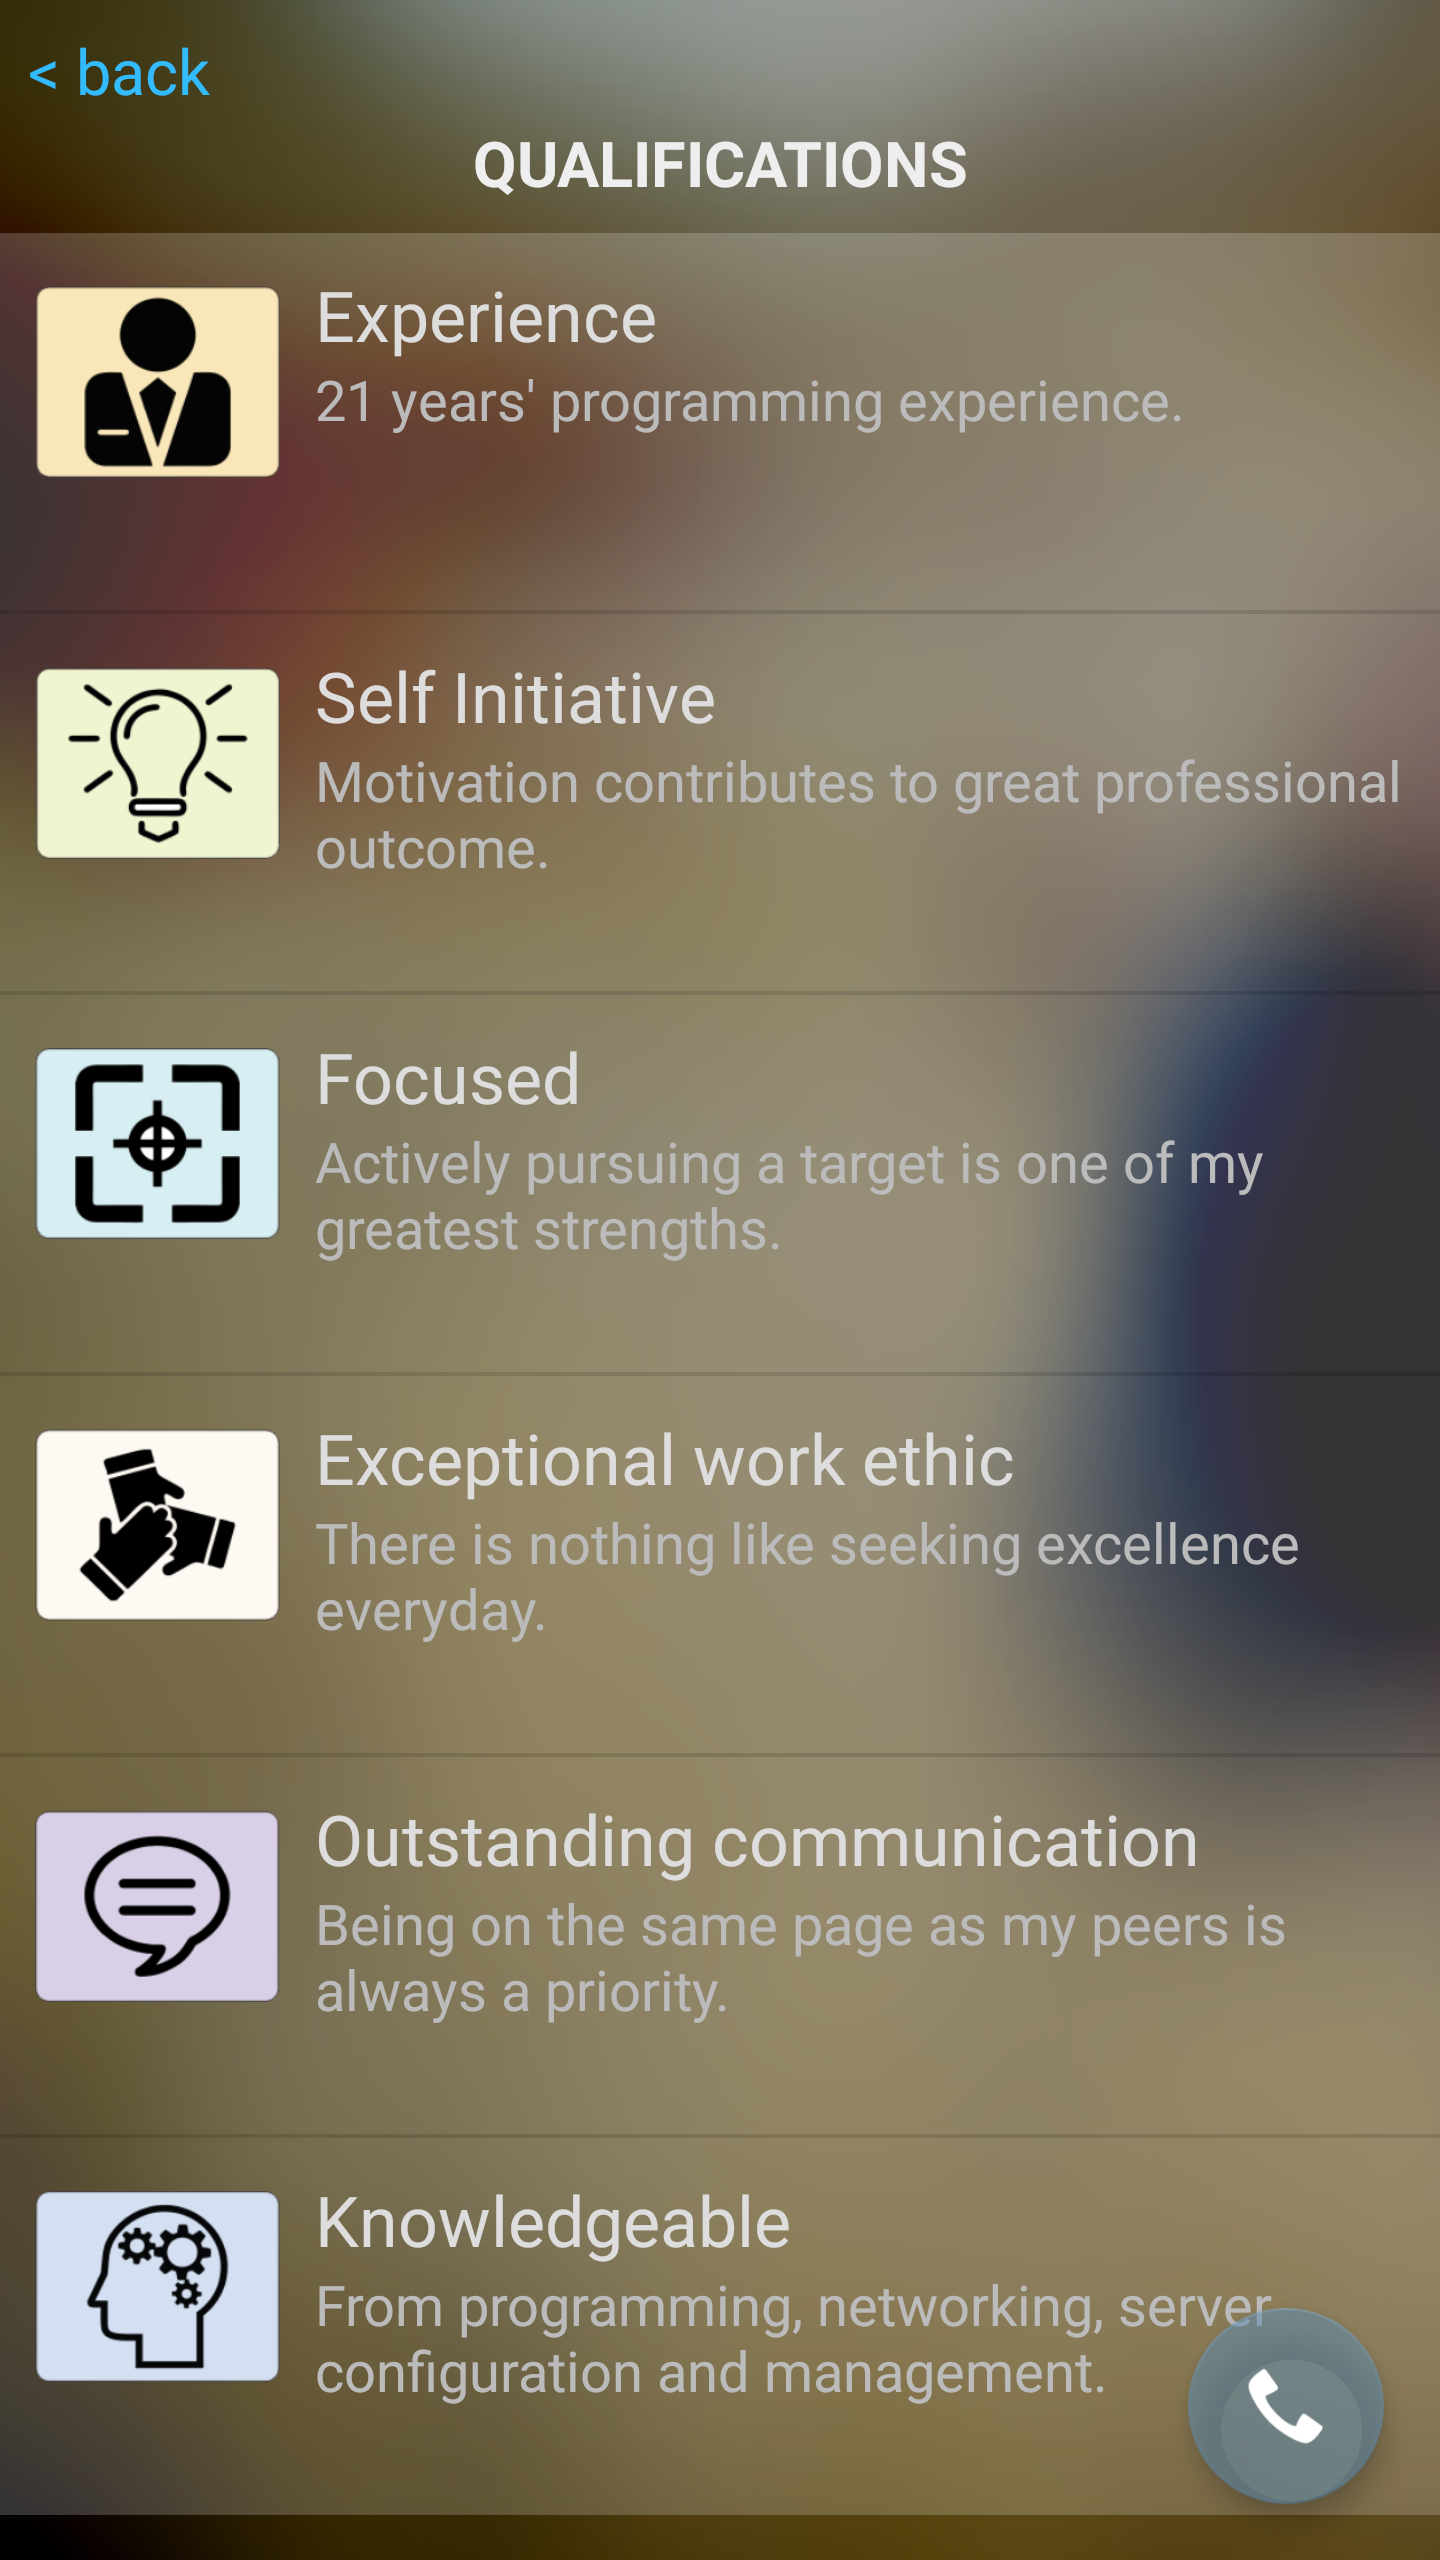 < back
QUALIFICATIONS
Experience
21 years' programming experience.
Self Initiative
Motivation contributes to great professional
outcome.
Focused
Actively pursuing a target is one of my
greatest strengths.
Exceptional work ethic
There is nothing like seeking excellence
everyday.
Outstanding communication
Being on the same page as my peers is
always a priority.
Knowledgeable
From programming, networking, server
configuration and management.